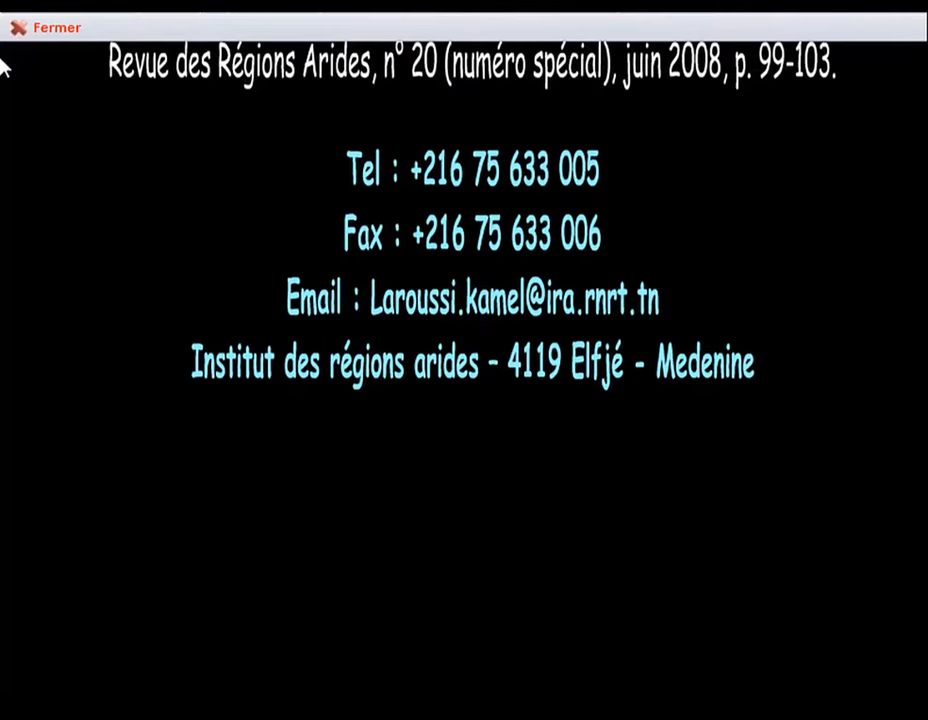 Fermer
Revue des Régions Arides, n° 20 (numéro spécial), juin 2008, p. 99-103.
Tel : +216 75 633 005
Fax : +216 75 633 006
Email : Laroussi.kamel@ira.rnrt.tn
Institut des régions arides - 4119 Elfjé - Medenine